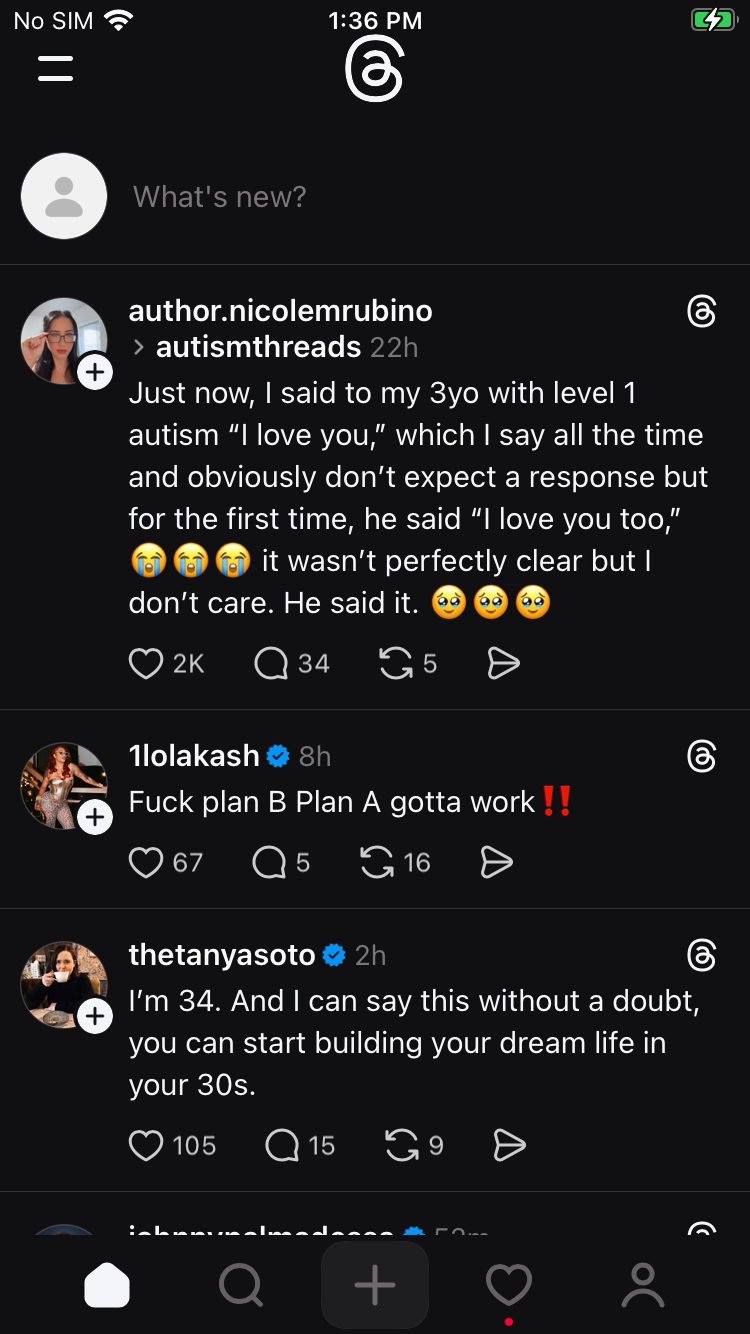 No SIM 1:36 PM
What's new?
author.nicolemrubino
› autismthreads 22h
Just now, I said to my 3yo with level 1
autism “I love you,” which I say all the time
and obviously don’t expect a response but
for the first time, he said “I love you too,”
😭😭😭 it wasn’t perfectly clear but I
don’t care. He said it. 🥹🥹🥹
2K 34 5
1lolakash 8h
Fuck plan B Plan A gotta work‼️
67 5 16
thetanyasoto 2h
I’m 34. And I can say this without a doubt,
you can start building your dream life in
your 30s.
105 15 9